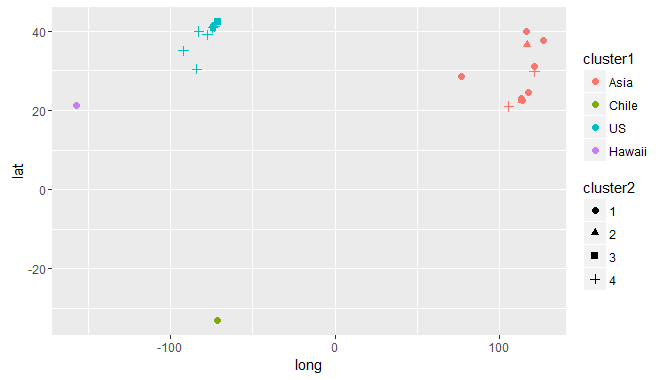 40
20
0
-20
lat
-100
0
100
long
cluster1
Asia
Chile
US
Hawaii
cluster2
1
2
3
4